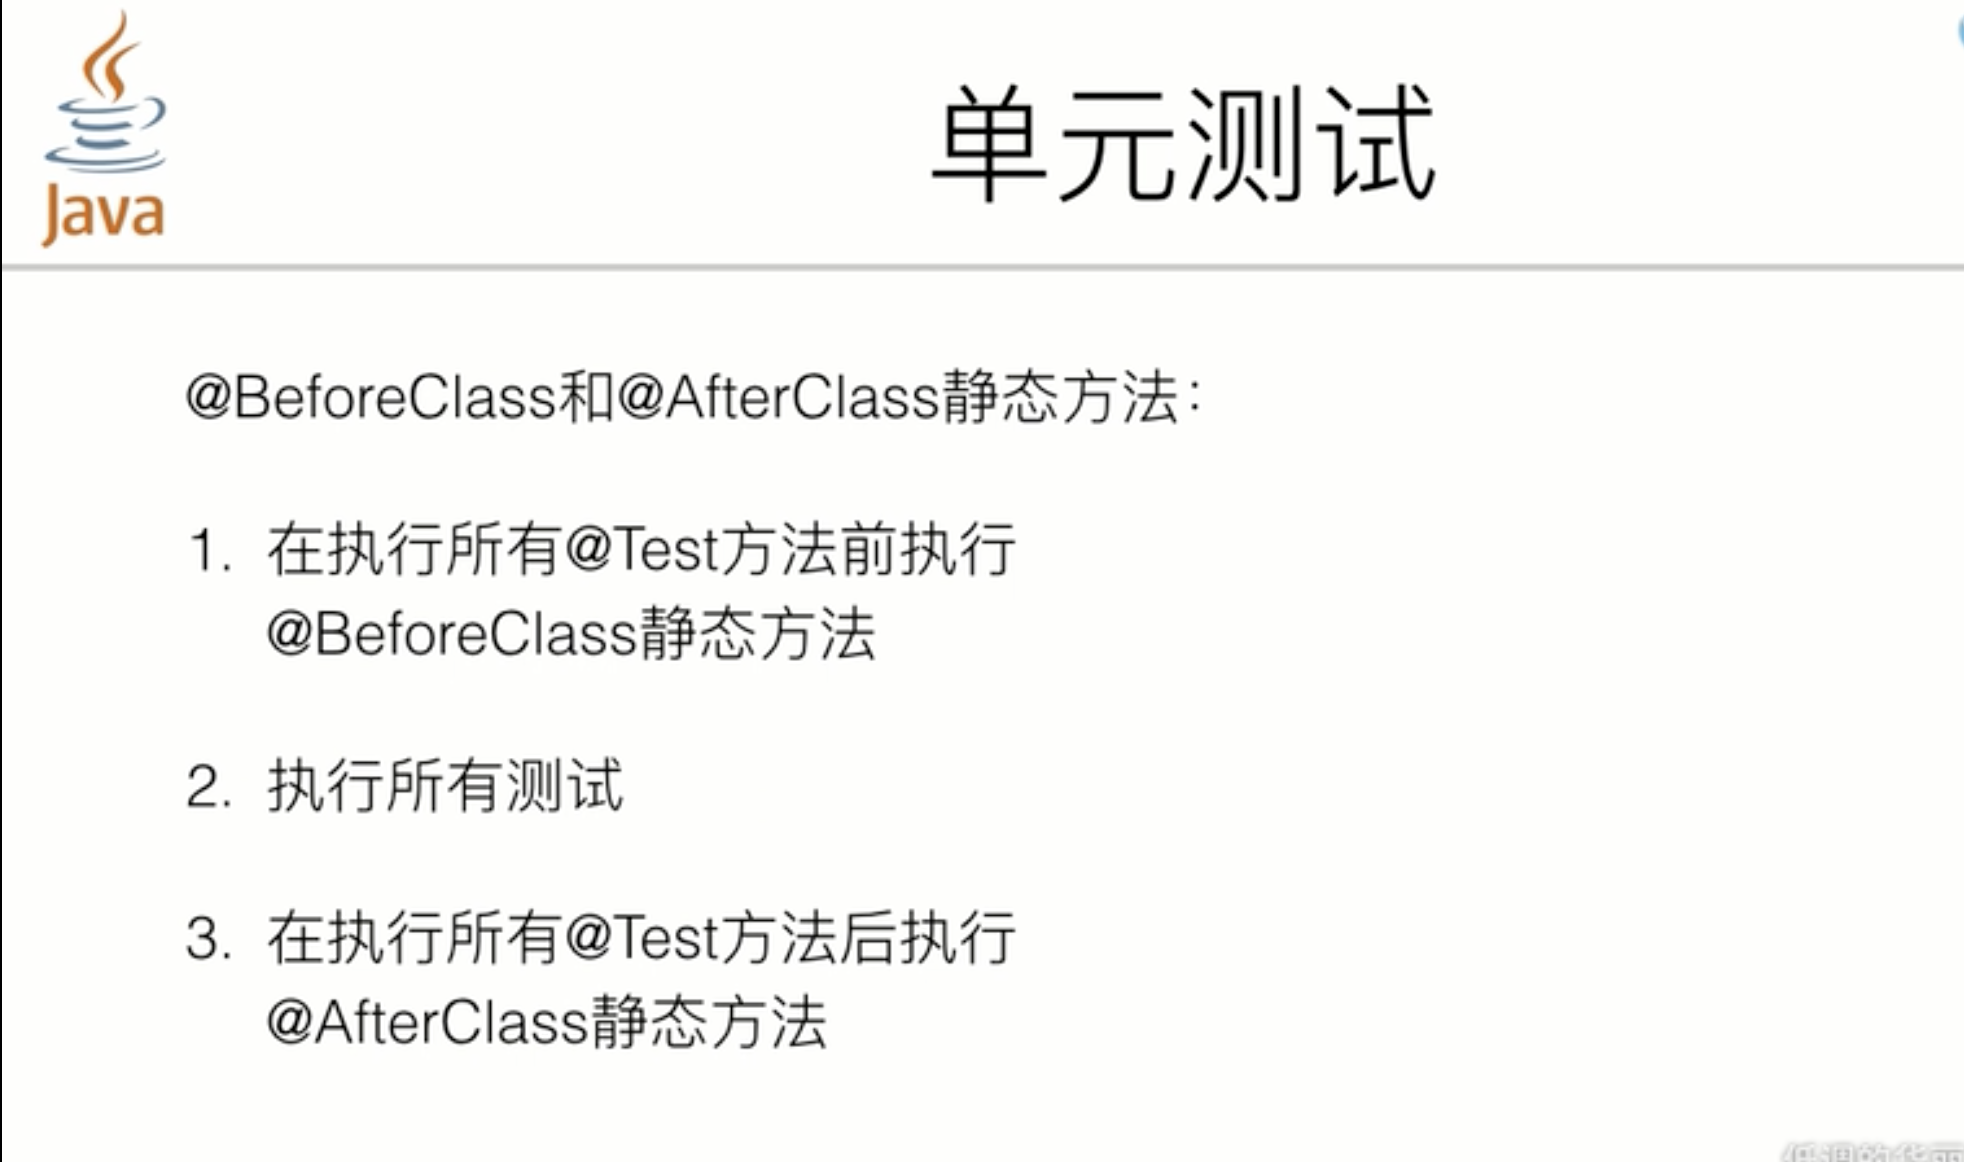 Java
单元测试
@BeforeClass和@AfterClass静态方法：
1. 在执行所有@Test方法前执行
@BeforeClass静态方法
2. 执行所有测试
3. 在执行所有@Test方法后执行
@AfterClass静态方法